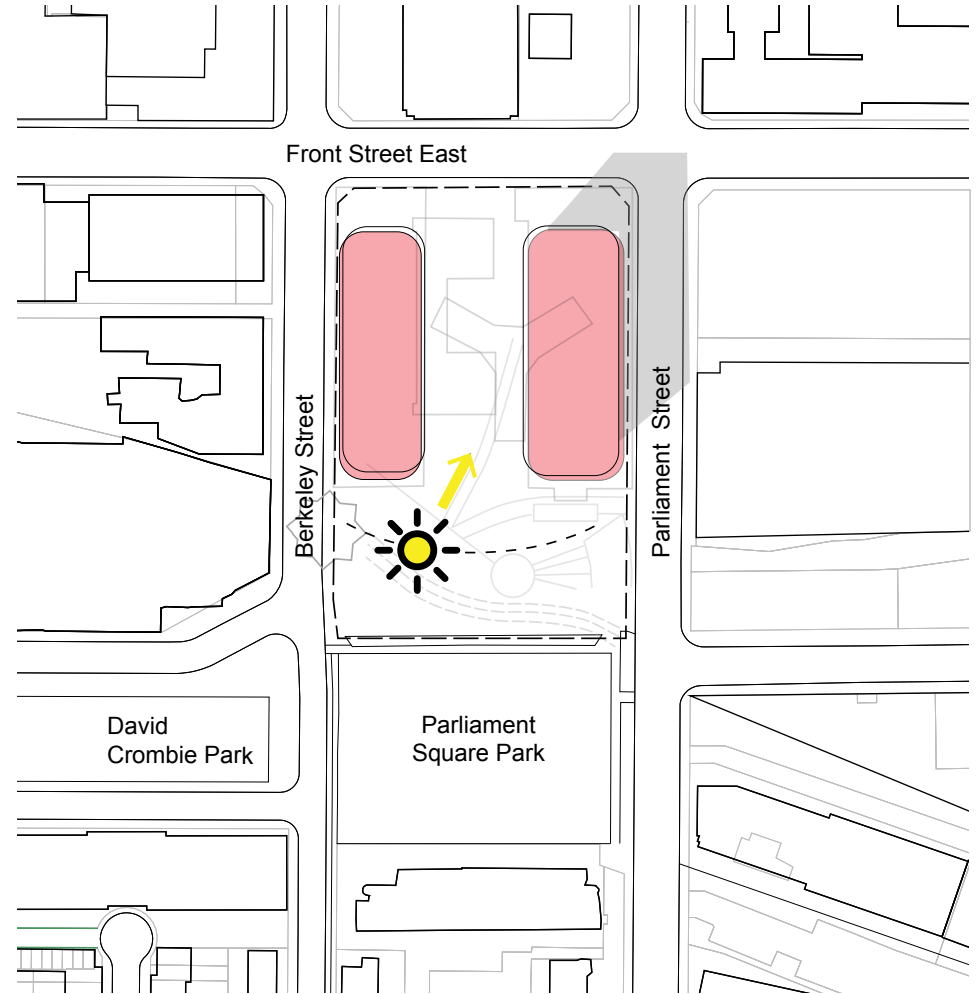 Front Street East
Berkeley Street
Parliament Street
David
Crombie Park
Parliament
Square Park